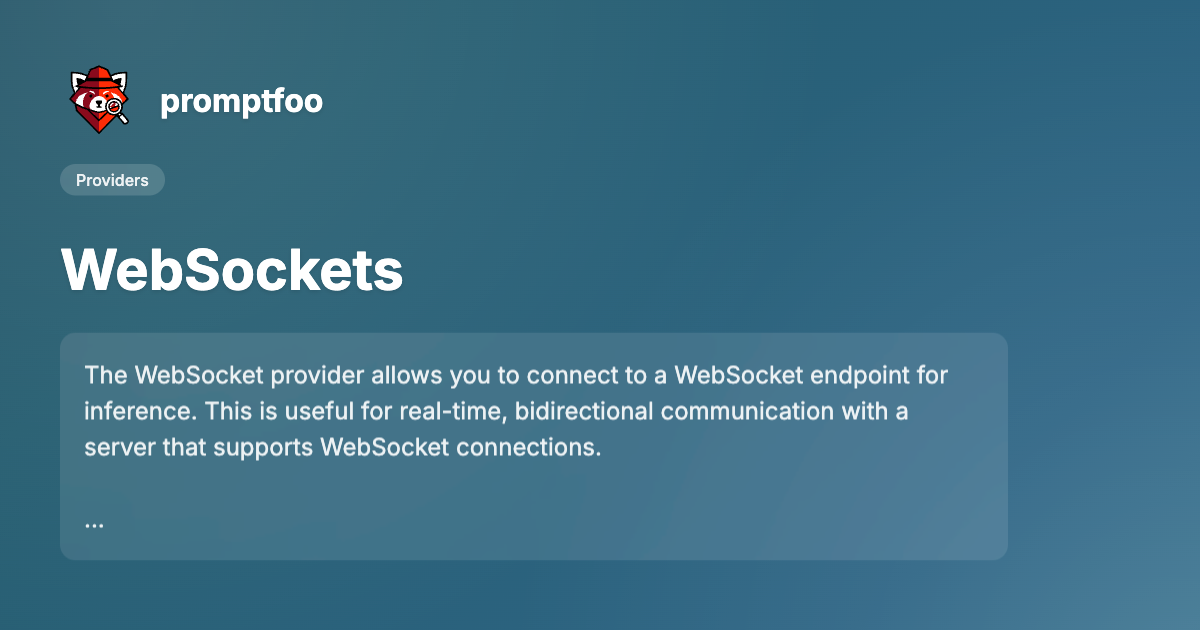 promptfoo
Providers
WebSockets
The WebSocket provider allows you to connect to a WebSocket endpoint for
inference. This is useful for real-time, bidirectional communication with a
server that supports WebSocket connections.
...